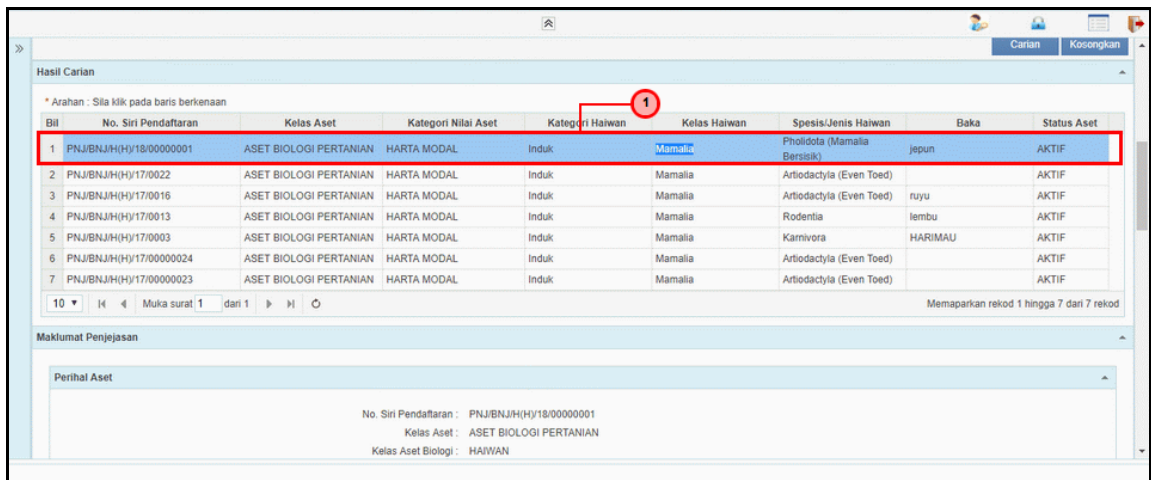 Carian Kosongkan
Hasil Carian
* Arahan : Sila klik pada baris berkenaan
1
Bil No. Siri Pendaftaran Kelas Aset Kategori Nilai Aset Kategori Haiwan Kelas Haiwan Spesis/Jenis Haiwan Baka Status Aset
1 PNJ/BNJ/H(H)/18/00000001 ASET BIOLOGI PERTANIAN HARTA MODAL Induk Mamalia Pholidota (Mamalia Bersisik) jepun AKTIF
2 PNJ/BNJ/H(H)/17/0022 ASET BIOLOGI PERTANIAN HARTA MODAL Induk Mamalia Artiodactyla (Even Toed) AKTIF
3 PNJ/BNJ/H(H)/17/0016 ASET BIOLOGI PERTANIAN HARTA MODAL Induk Mamalia Artiodactyla (Even Toed) ruyu AKTIF
4 PNJ/BNJ/H(H)/17/0013 ASET BIOLOGI PERTANIAN HARTA MODAL Induk Mamalia Rodentia lembu AKTIF
5 PNJ/BNJ/H(H)/17/0003 ASET BIOLOGI PERTANIAN HARTA MODAL Induk Mamalia Karnivora HARIMAU AKTIF
6 PNJ/BNJ/H(H)/17/00000024 ASET BIOLOGI PERTANIAN HARTA MODAL Induk Mamalia Artiodactyla (Even Toed) AKTIF
7 PNJ/BNJ/H(H)/17/00000023 ASET BIOLOGI PERTANIAN HARTA MODAL Induk Mamalia Artiodactyla (Even Toed) AKTIF
10 Muka surat 1 dari 1 Memaparkan rekod 1 hingga 7 dari 7 rekod
Maklumat Penjejasan
Perihal Aset
No. Siri Pendaftaran : PNJ/BNJ/H(H)/18/00000001
Kelas Aset : ASET BIOLOGI PERTANIAN
Kelas Aset Biologi : HAIWAN